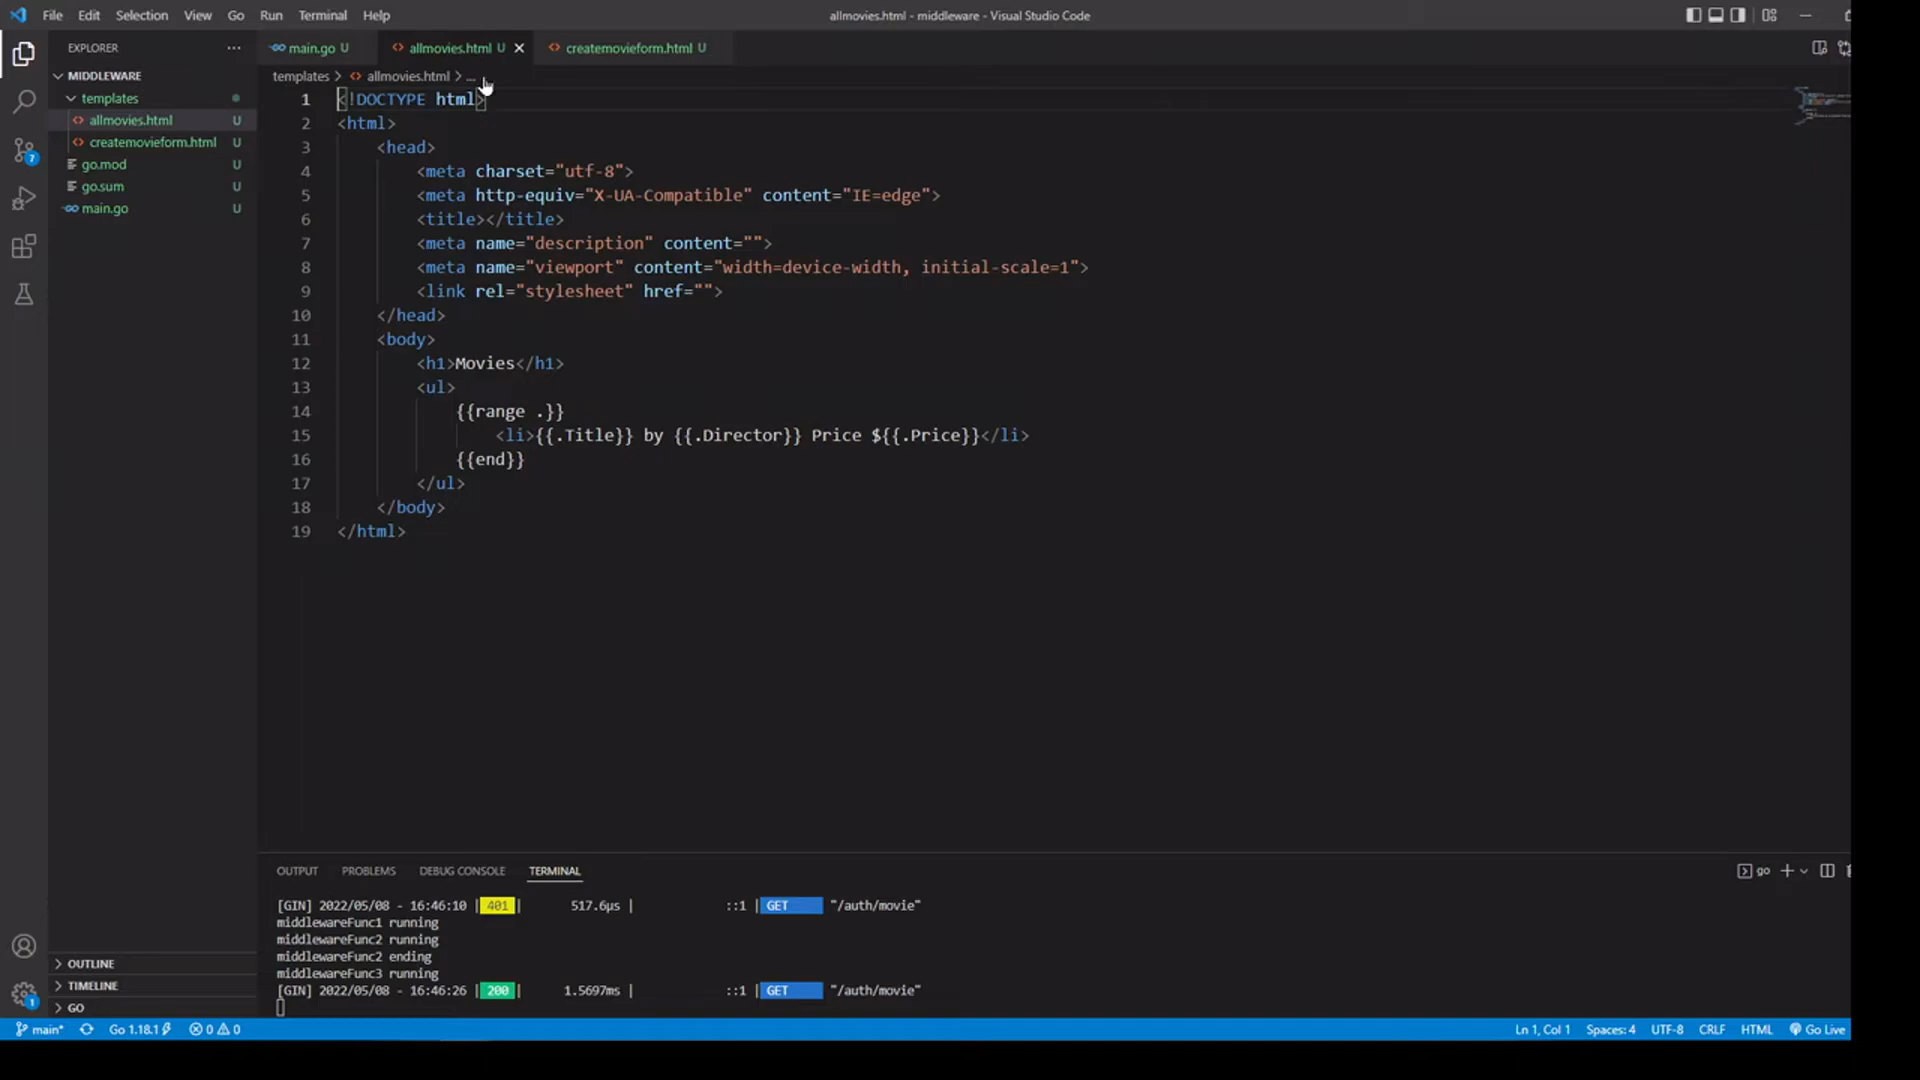 File Edit Selection View Go Run Terminal Help
allmovies.html - middleware - Visual Studio Code
EXPLORER ...
MIDDLEWARE
templates
allmovies.html U
createmovieform.html U
go.mod U
go.sum U
main.go U
OUTLINE
TIMELINE
GO
main.go U
allmovies.html U
createmovieform.html U
templates > allmovies.html > ...
1 <!DOCTYPE html>
2 <html>
3 <head>
4 <meta charset="utf-8">
5 <meta http-equiv="X-UA-Compatible" content="IE=edge">
6 <title></title>
7 <meta name="description" content="">
8 <meta name="viewport" content="width=device-width, initial-scale=1">
9 <link rel="stylesheet" href="">
10 </head>
11 <body>
12 <h1>Movies</h1>
13 <ul>
14 {{range .}}
15 <li>{{.Title}} by {{.Director}} Price ${{.Price}}</li>
16 {{end}}
17 </ul>
18 </body>
19 </html>
OUTPUT PROBLEMS DEBUG CONSOLE TERMINAL
go
[GIN] 2022/05/08 - 16:46:10 | 401 | 517.6µs | ::1 | GET "/auth/movie"
middlewareFunc1 running
middlewareFunc2 running
middlewareFunc2 ending
middlewareFunc3 running
[GIN] 2022/05/08 - 16:46:26 | 200 | 1.5697ms | ::1 | GET "/auth/movie"
7
1
main* Go 1.18.1 0 0 Ln 1, Col 1 Spaces: 4 UTF-8 CRLF HTML Go Live